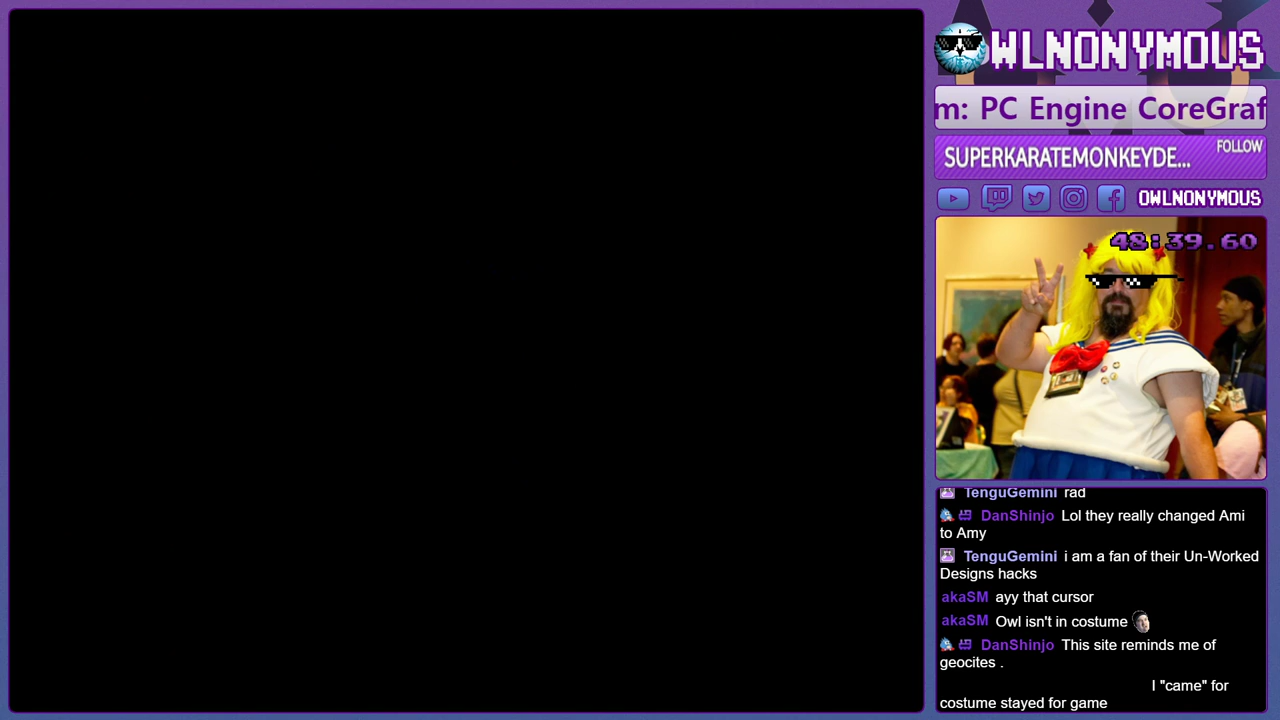 OWLNONYMOUS
m: PC Engine CoreGraf
SUPERKARATEMONKEYDE...
FOLLOW
OWLNONYMOUS
48:39.60
TenguGemini rad
DanShinjo Lol they really changed Ami
to Amy
TenguGemini i am a fan of their Un-Worked
Designs hacks
akaSM ayy that cursor
akaSM Owl isn't in costume
DanShinjo This site reminds me of
geocites .
I "came" for
costume stayed for game